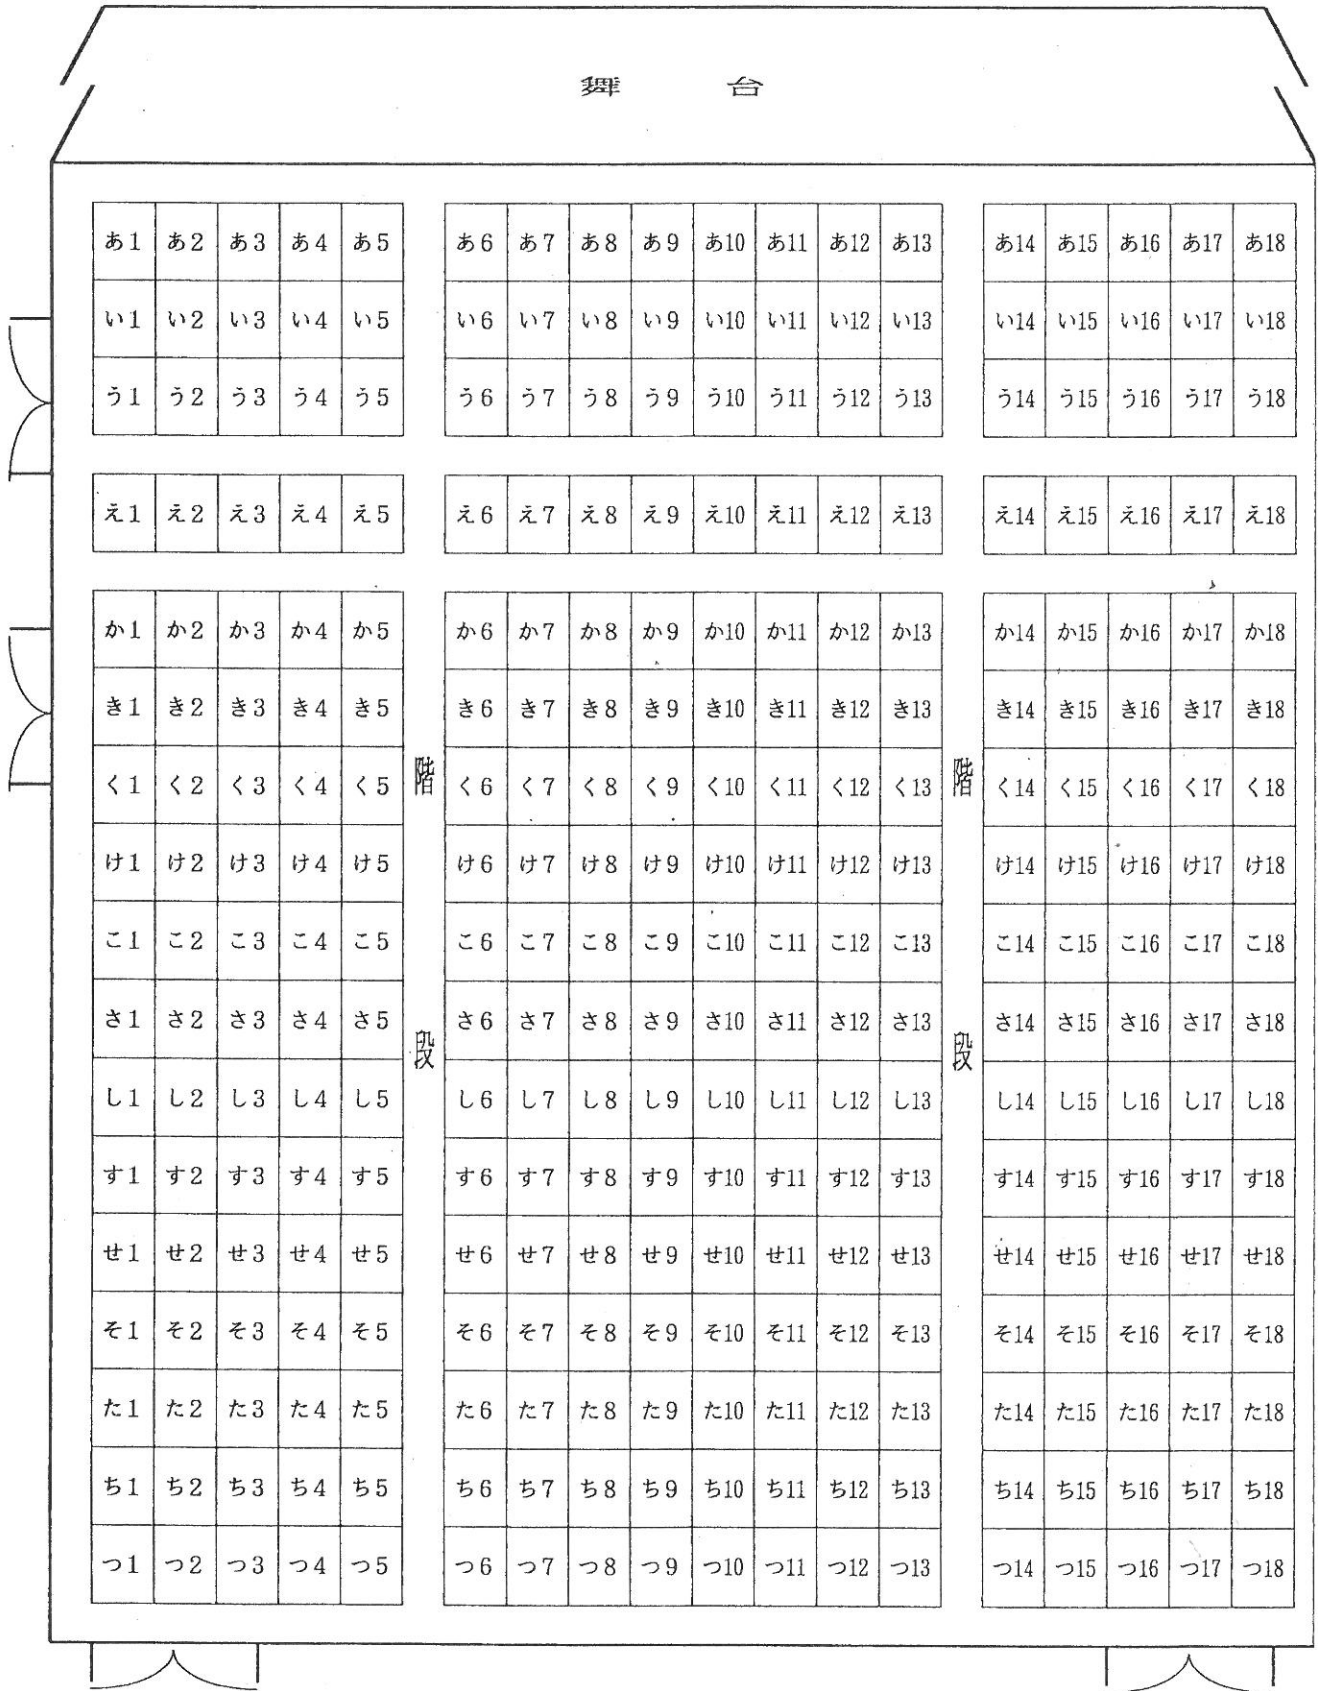 舞 台
あ1 あ2 あ3 あ4 あ5 あ6 あ7 あ8 あ9 あ10 あ11 あ12 あ13 あ14 あ15 あ16 あ17 あ18
い1 い2 い3 い4 い5 い6 い7 い8 い9 い10 い11 い12 い13 い14 い15 い16 い17 い18
う1 う2 う3 う4 う5 う6 う7 う8 う9 う10 う11 う12 う13 う14 う15 う16 う17 う18
え1 え2 え3 え4 え5 え6 え7 え8 え9 え10 え11 え12 え13 え14 え15 え16 え17 え18
か1 か2 か3 か4 か5 か6 か7 か8 か9 か10 か11 か12 か13 か14 か15 か16 か17 か18
き1 き2 き3 き4 き5 き6 き7 き8 き9 き10 き11 き12 き13 き14 き15 き16 き17 き18
く1 く2 く3 く4 く5 階 く6 く7 く8 く9 く10 く11 く12 く13 階 く14 く15 く16 く17 く18
け1 け2 け3 け4 け5 け6 け7 け8 け9 け10 け11 け12 け13 け14 け15 け16 け17 け18
こ1 こ2 こ3 こ4 こ5 こ6 こ7 こ8 こ9 こ10 こ11 こ12 こ13 こ14 こ15 こ16 こ17 こ18
さ1 さ2 さ3 さ4 さ5 段 さ6 さ7 さ8 さ9 さ10 さ11 さ12 さ13 段 さ14 さ15 さ16 さ17 さ18
し1 し2 し3 し4 し5 し6 し7 し8 し9 し10 し11 し12 し13 し14 し15 し16 し17 し18
す1 す2 す3 す4 す5 す6 す7 す8 す9 す10 す11 す12 す13 す14 す15 す16 す17 す18
せ1 せ2 せ3 せ4 せ5 せ6 せ7 せ8 せ9 せ10 せ11 せ12 せ13 せ14 せ15 せ16 せ17 せ18
そ1 そ2 そ3 そ4 そ5 そ6 そ7 そ8 そ9 そ10 そ11 そ12 そ13 そ14 そ15 そ16 そ17 そ18
た1 た2 た3 た4 た5 た6 た7 た8 た9 た10 た11 た12 た13 た14 た15 た16 た17 た18
ち1 ち2 ち3 ち4 ち5 ち6 ち7 ち8 ち9 ち10 ち11 ち12 ち13 ち14 ち15 ち16 ち17 ち18
つ1 つ2 つ3 つ4 つ5 つ6 つ7 つ8 つ9 つ10 つ11 つ12 つ13 つ14 つ15 つ16 つ17 つ18